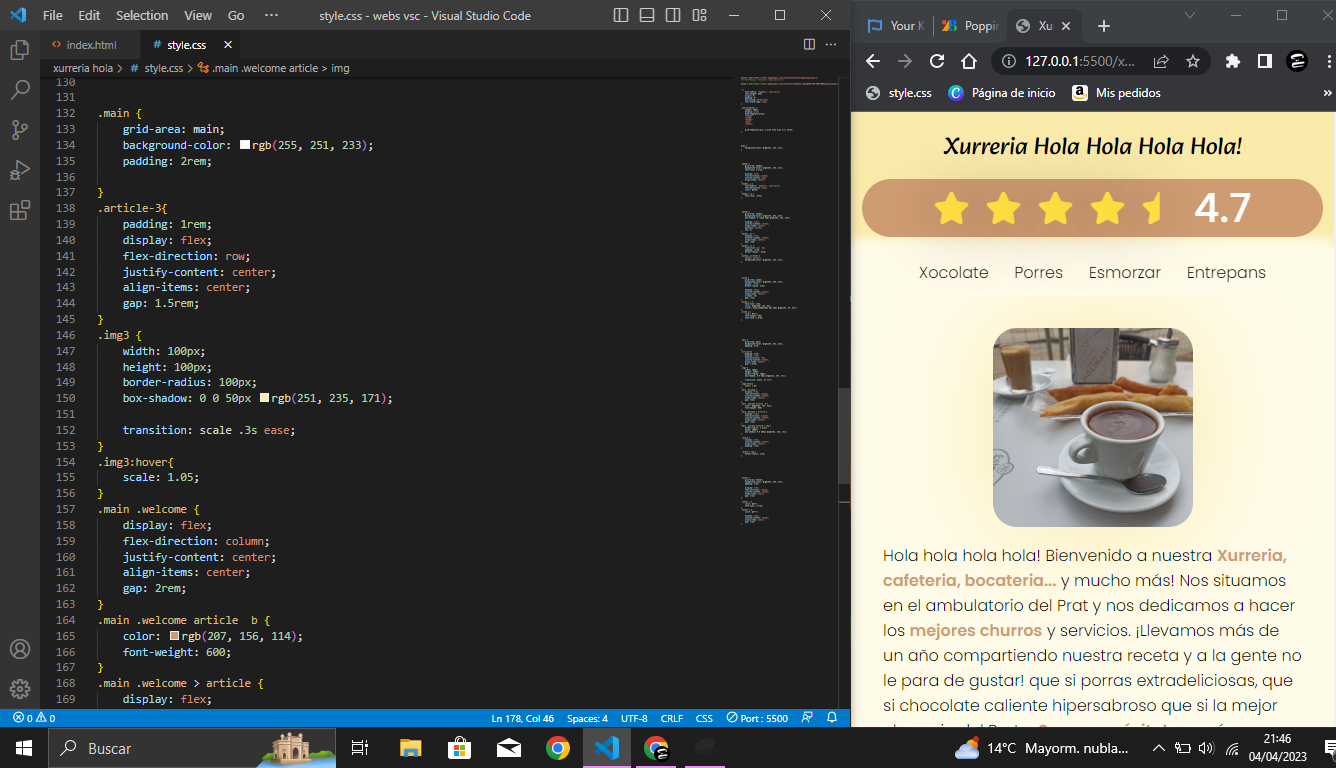 File Edit Selection View Go ··· style.css - webs vsc - Visual Studio Code
index.html # style.css
xurreria hola > # style.css > .main .welcome article > img
130
131
132 .main {
133 grid-area: main;
134 background-color: rgb(255, 251, 233);
135 padding: 2rem;
136
137 }
138 .article-3{
139 padding: 1rem;
140 display: flex;
141 flex-direction: row;
142 justify-content: center;
143 align-items: center;
144 gap: 1.5rem;
145 }
146 .img3 {
147 width: 100px;
148 height: 100px;
149 border-radius: 100px;
150 box-shadow: 0 0 50px rgb(251, 235, 171);
151
152 transition: scale .3s ease;
153 }
154 .img3:hover{
155 scale: 1.05;
156 }
157 .main .welcome {
158 display: flex;
159 flex-direction: column;
160 justify-content: center;
161 align-items: center;
162 gap: 2rem;
163 }
164 .main .welcome article  b {
165 color: rgb(207, 156, 114);
166 font-weight: 600;
167 }
168 .main .welcome > article {
169 display: flex;
0 0 Ln 178, Col 46 Spaces: 4 UTF-8 CRLF CSS Port : 5500
Your K Poppin Xu
127.0.0.1:5500/x...
style.css Página de inicio Mis pedidos »
Xurreria Hola Hola Hola Hola!
4.7
Xocolate Porres Esmorzar Entrepans
Hola hola hola hola! Bienvenido a nuestra Xurreria,
cafeteria, bocateria... y mucho más! Nos situamos
en el ambulatorio del Prat y nos dedicamos a hacer
los mejores churros y servicios. ¡Llevamos más de
un año compartiendo nuestra receta y a la gente no
le para de gustar! que si porras extradeliciosas, que
si chocolate caliente hipersabroso que si la mejor
Buscar 14°C Mayorm. nubla... 21:46
04/04/2023